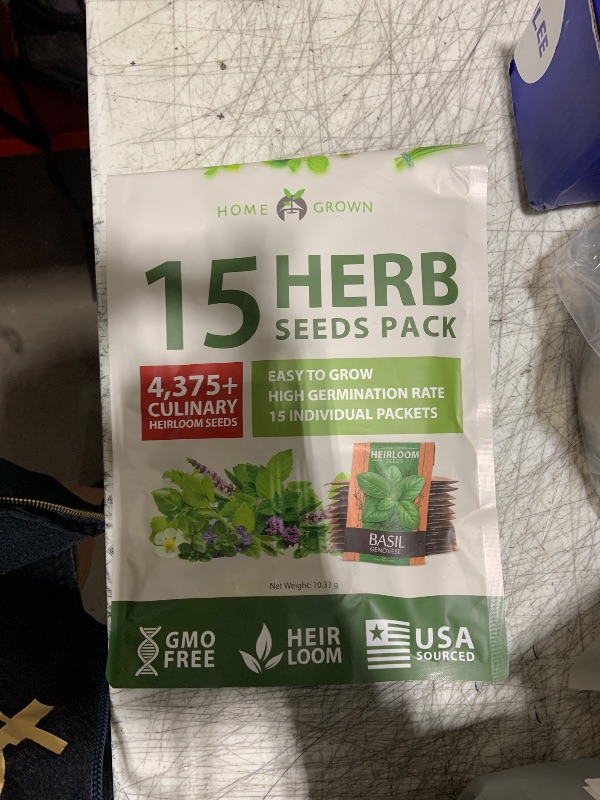 HOME GROWN
15 HERB
SEEDS PACK
4,375+
CULINARY
HEIRLOOM SEEDS
EASY TO GROW
HIGH GERMINATION RATE
15 INDIVIDUAL PACKETS
HEIRLOOM
SEEDS
BASIL
GENOVESE
Net Weight: 10.33 g
GMO
FREE
HEIR
LOOM
USA
SOURCED
LEE